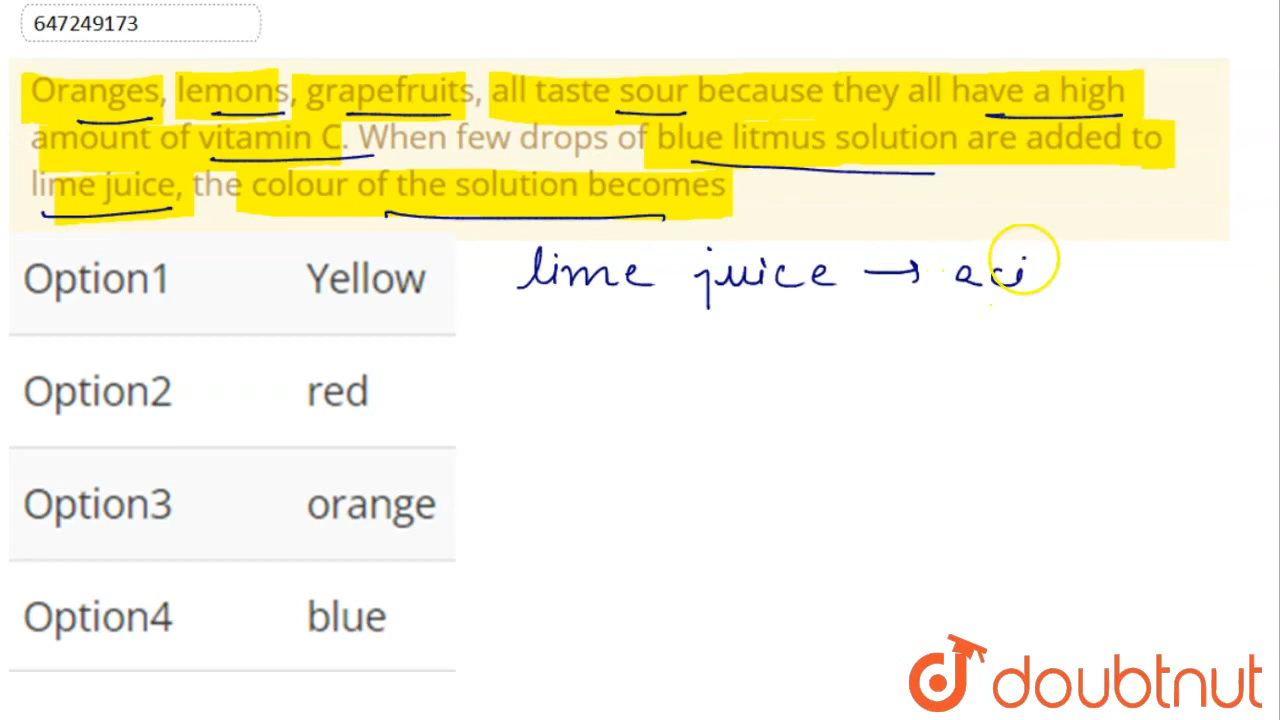 647249173
Oranges, lemons, grapefruits, all taste sour because they all have a high
amount of vitamin C. When few drops of blue litmus solution are added to
lime juice, the colour of the solution becomes
Option1 Yellow
lime juice → aci
Option2 red
Option3 orange
Option4 blue
doubtnut